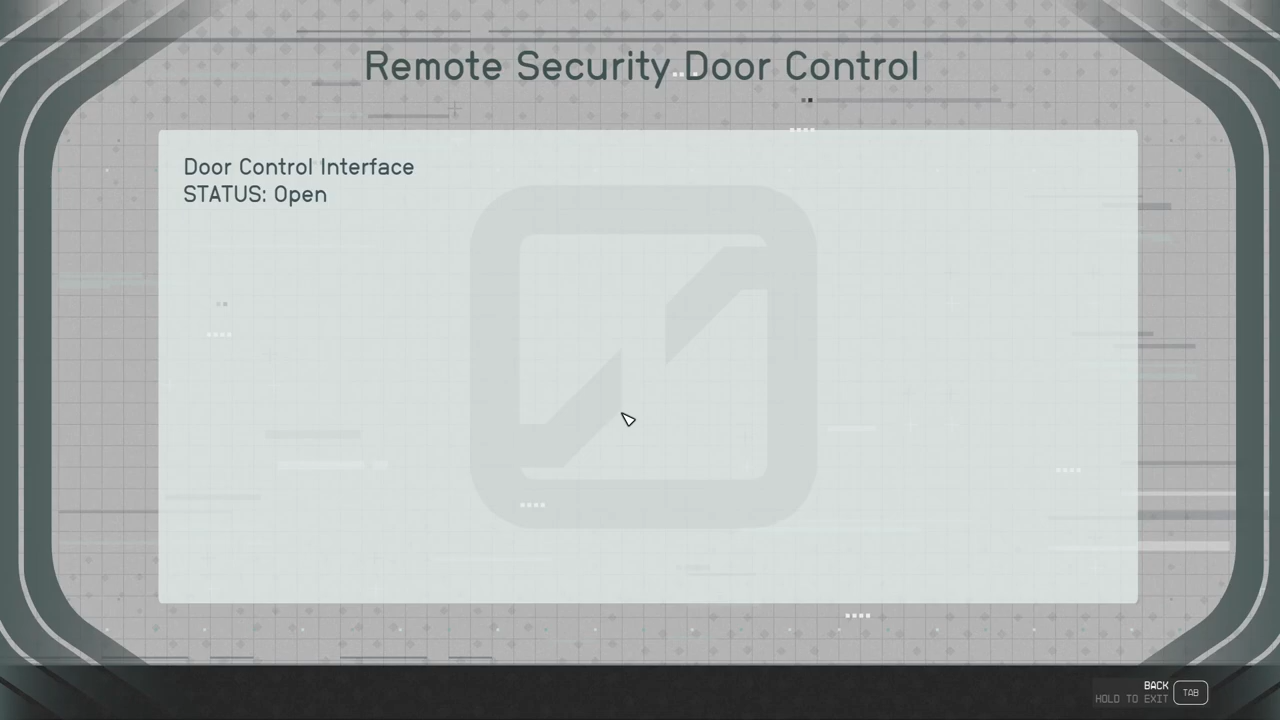 Remote Security Door Control
Door Control Interface
STATUS: Open
BACK
HOLD TO EXIT
TAB